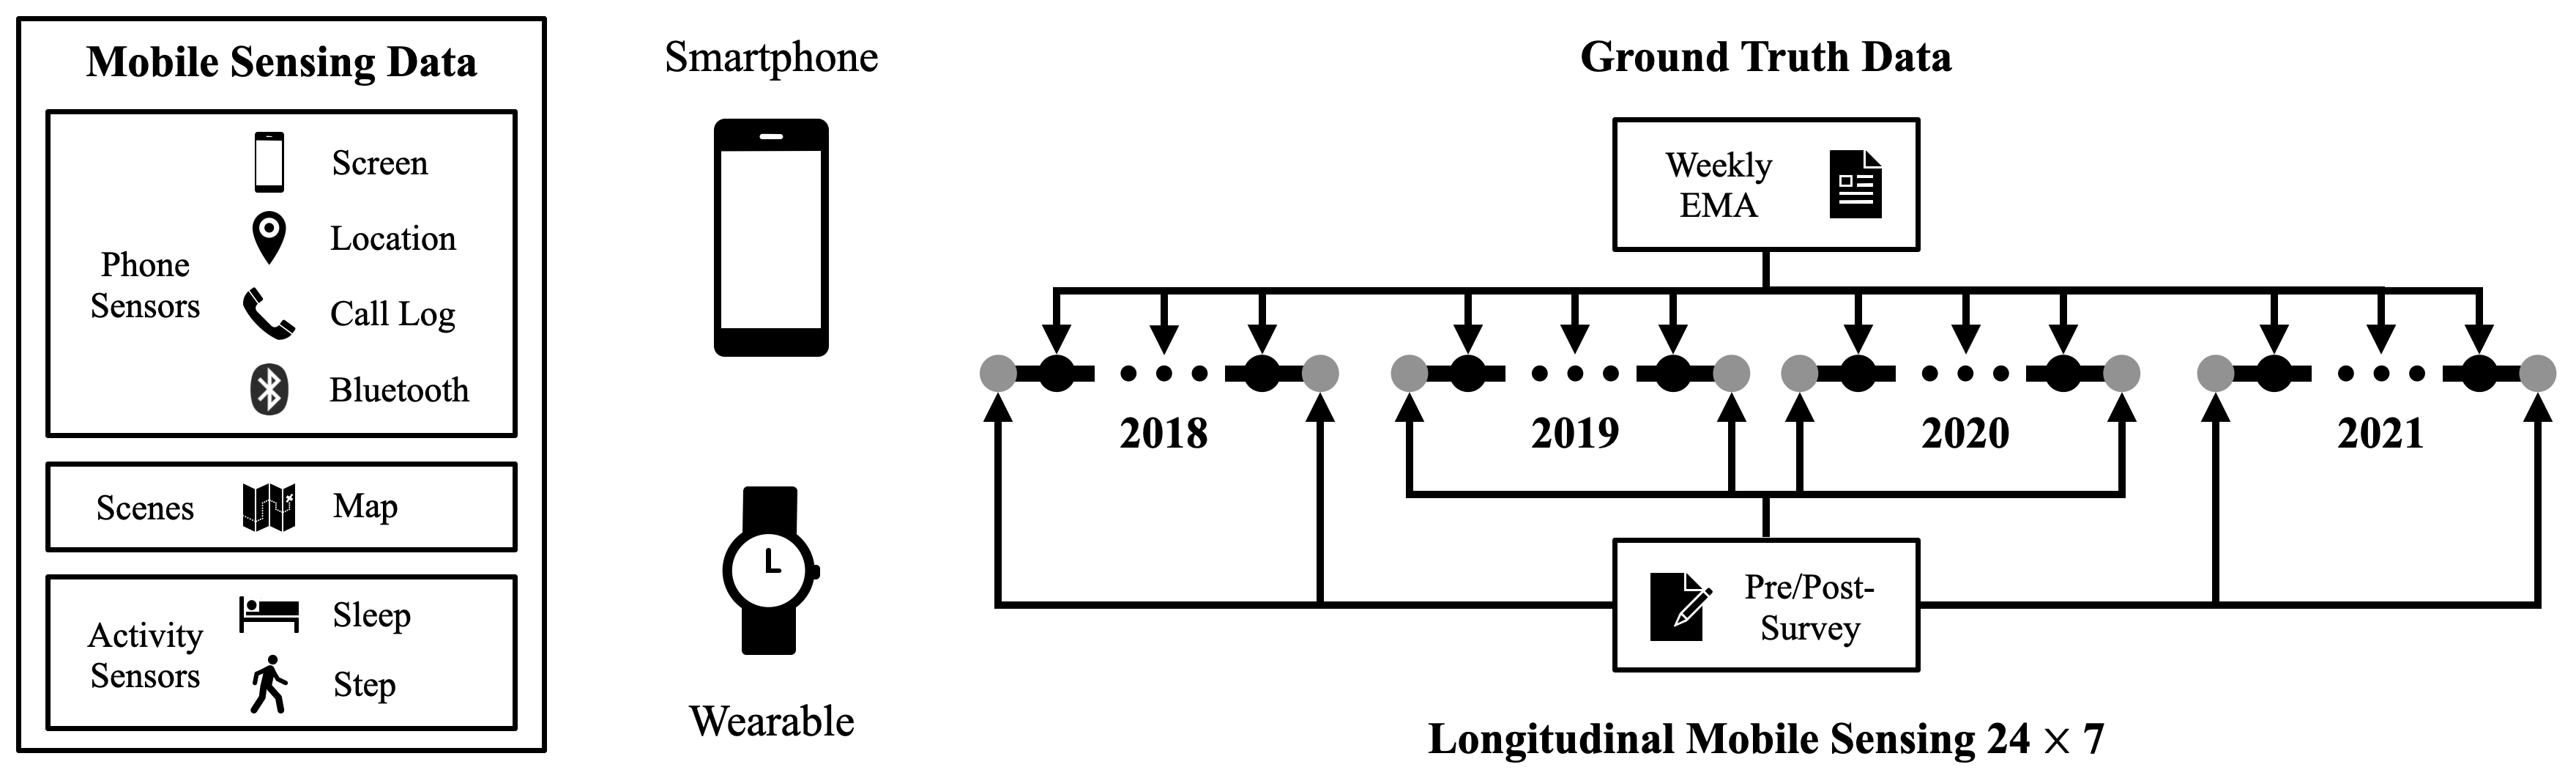 Mobile Sensing Data
Phone
Sensors
Screen
Location
Call Log
Bluetooth
Scenes
Map
Activity
Sensors
Sleep
Step
Smartphone
Wearable
Ground Truth Data
Weekly
EMA
2018
2019
2020
2021
Pre/Post-
Survey
Longitudinal Mobile Sensing 24 × 7